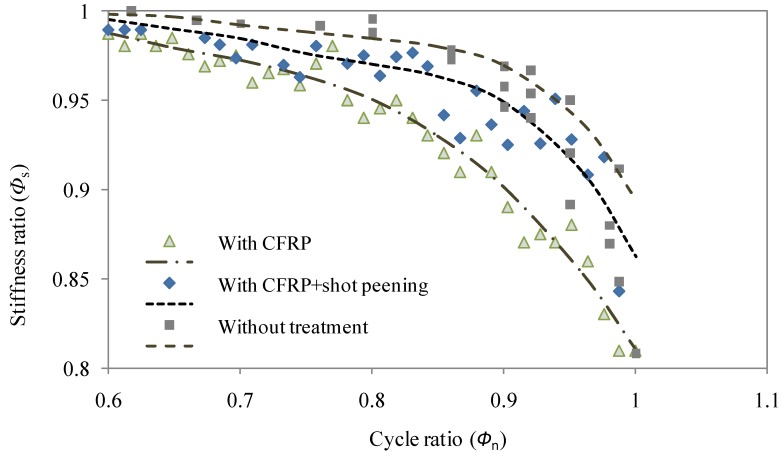 1
0.95
0.9
0.85
0.8
Stiffness ratio (Φs)
With CFRP
With CFRP+shot peening
Without treatment
0.6 0.7 0.8 0.9 1 1.1
Cycle ratio (Φn)